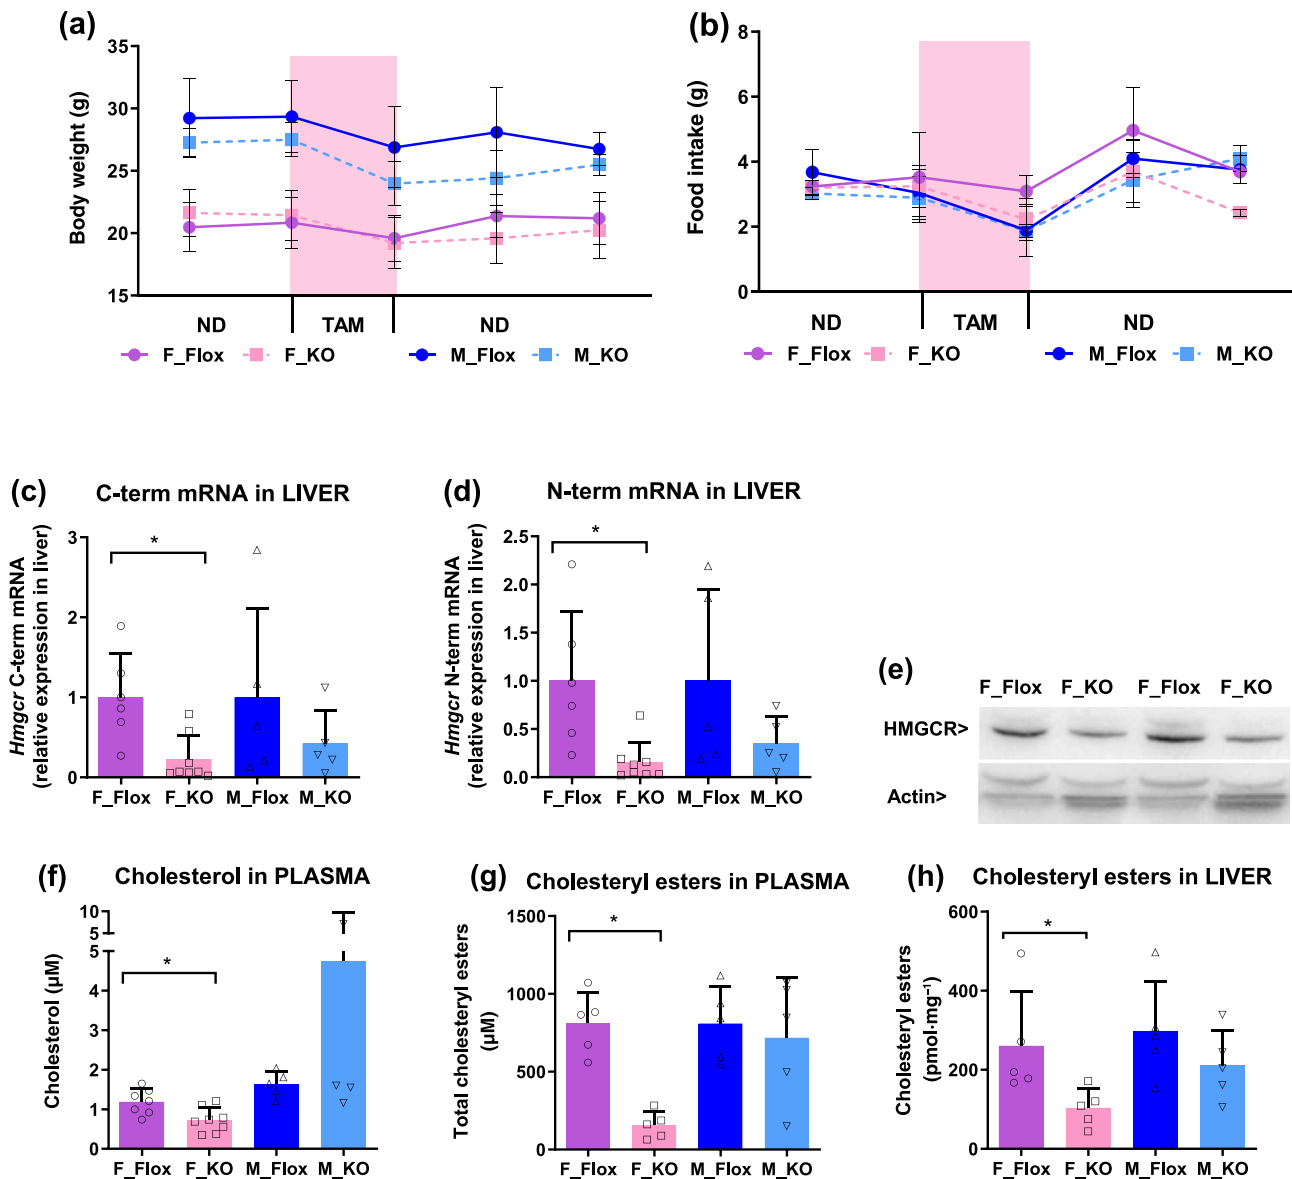 (a)
Body weight (g)
35
30
25
20
15
ND TAM ND
F_Flox F_KO M_Flox M_KO
(b)
Food intake (g)
8
6
4
2
0
ND TAM ND
F_Flox F_KO M_Flox M_KO
(c)
C-term mRNA in LIVER
Hmgcr C-term mRNA
(relative expression in liver)
3
2
1
0
*
F_Flox F_KO M_Flox M_KO
(d)
N-term mRNA in LIVER
Hmgcr N-term mRNA
(relative expression in liver)
2.5
2.0
1.5
1.0
0.5
0.0
*
F_Flox F_KO M_Flox M_KO
(e)
F_Flox F_KO F_Flox F_KO
HMGCR>
Actin>
(f)
Cholesterol in PLASMA
Cholesterol (µM)
10
5
5
4
3
2
1
0
*
F_Flox F_KO M_Flox M_KO
(g)
Cholesteryl esters in PLASMA
Total cholesteryl esters
(µM)
1500
1000
500
0
*
F_Flox F_KO M_Flox M_KO
(h)
Cholesteryl esters in LIVER
Cholesteryl esters
(pmol·mg⁻¹)
600
400
200
0
*
F_Flox F_KO M_Flox M_KO